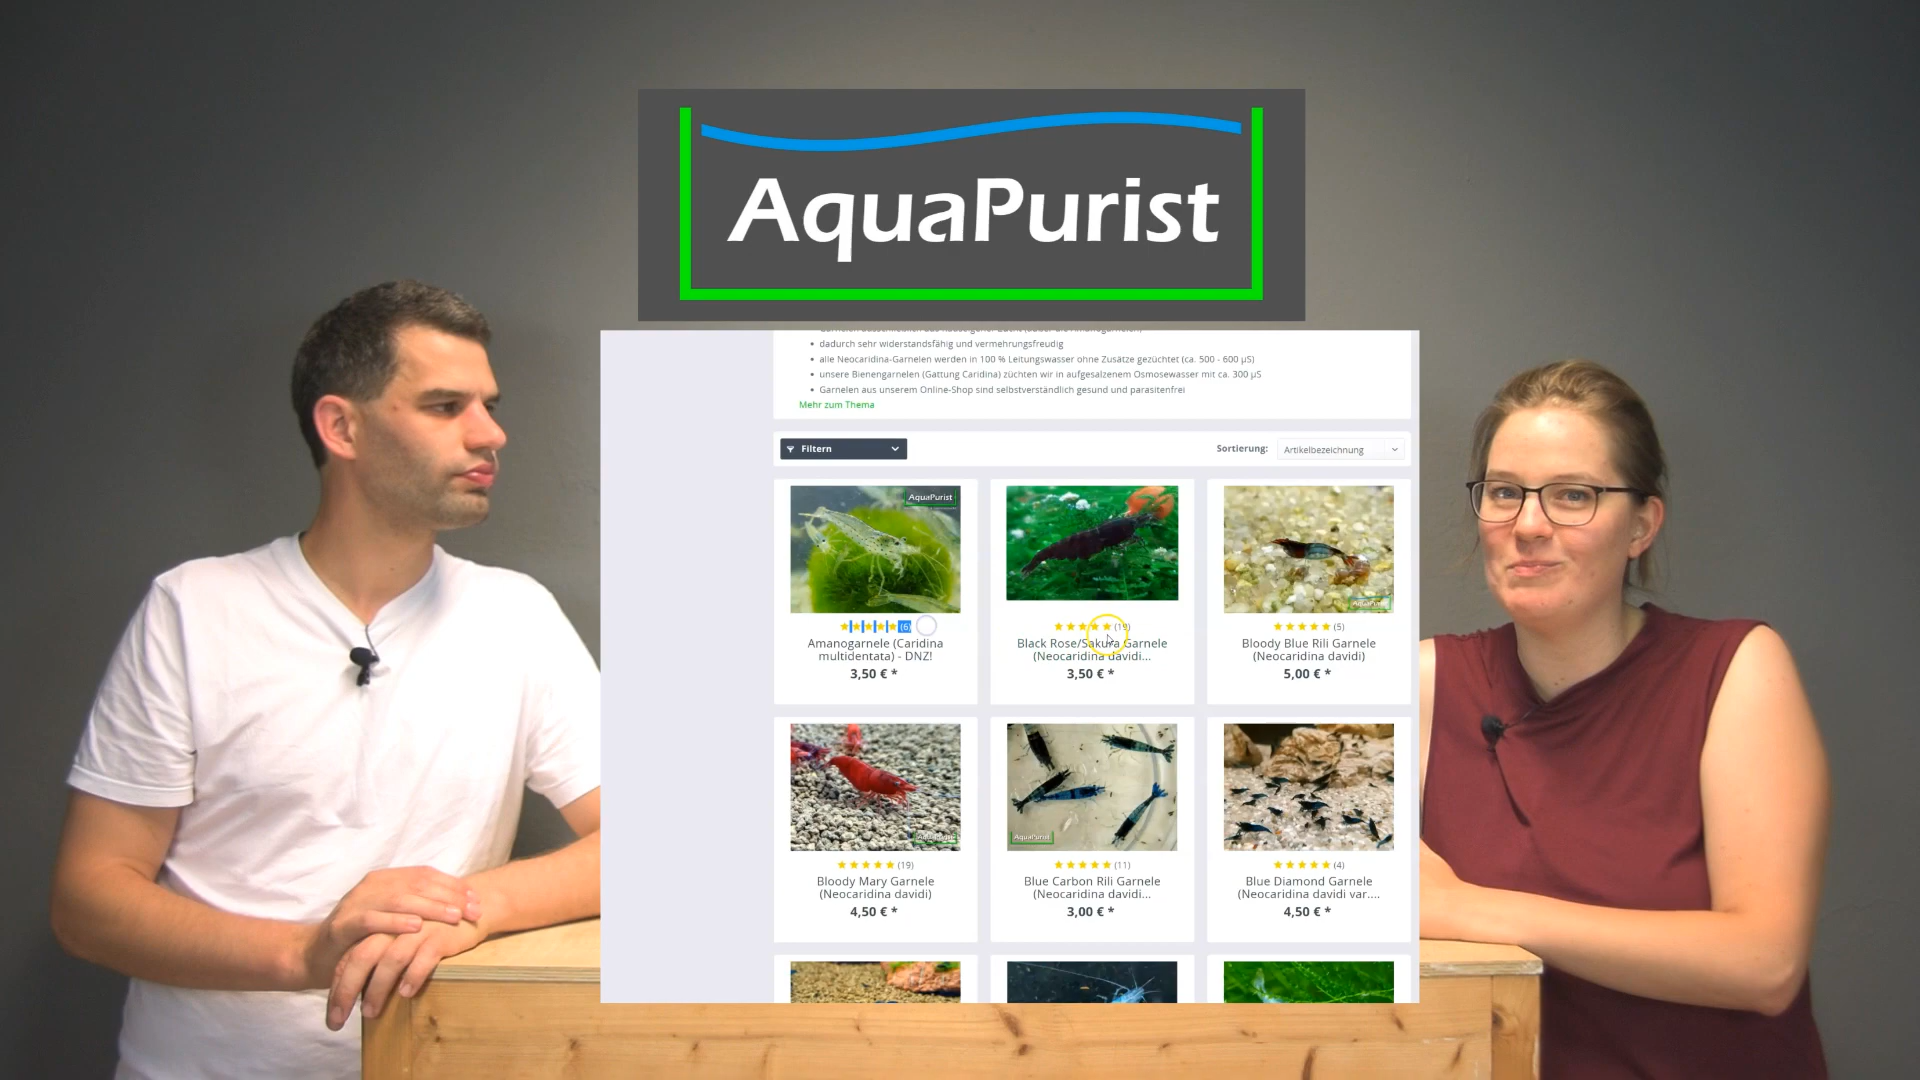 AquaPurist
dadurch sehr widerstandsfähig und vermehrungsfreudig
alle Neocaridina-Garnelen werden in 100 % Leitungswasser ohne Zusätze gezüchtet (ca. 500 - 600 µS)
unsere Bienengarnelen (Gattung Caridina) züchten wir in aufgesalzenem Osmosewasser mit ca. 300 µS
Garnelen aus unserem Online-Shop sind selbstverständlich gesund und parasitenfrei
Mehr zum Thema
Filtern
Sortierung: Artikelbezeichnung
AquaPurist
AquaPurist
(6)
Amanogarnele (Caridina
multidentata) - DNZ!
3,50 € *
(19)
Black Rose/Sakura Garnele
(Neocaridina davidi...
3,50 € *
(5)
Bloody Blue Rili Garnele
(Neocaridina davidi)
5,00 € *
AquaPurist
AquaPurist
(19)
Bloody Mary Garnele
(Neocaridina davidi)
4,50 € *
(11)
Blue Carbon Rili Garnele
(Neocaridina davidi...
3,00 € *
(4)
Blue Diamond Garnele
(Neocaridina davidi var....
4,50 € *